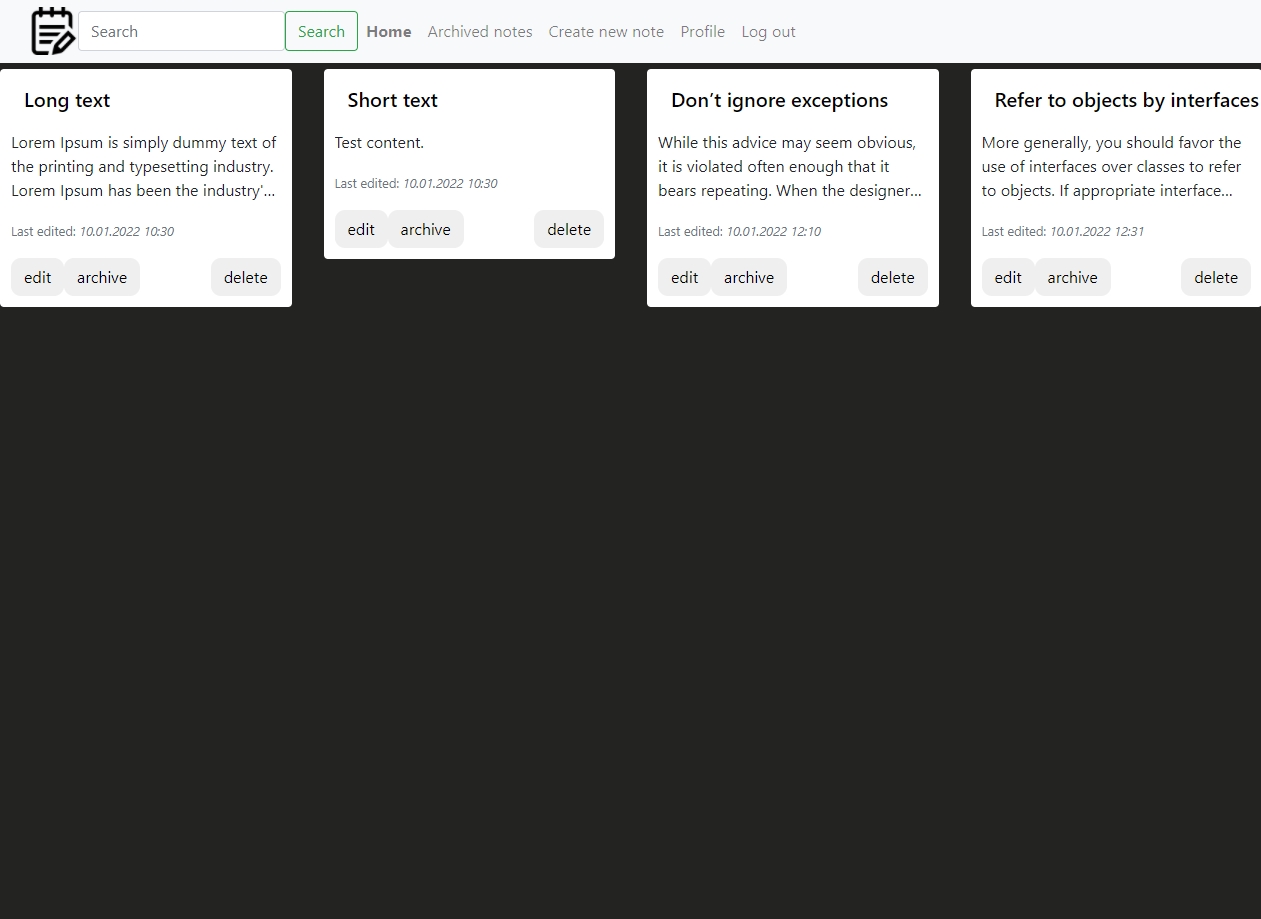 Search Search Home Archived notes Create new note Profile Log out
Long text
Lorem Ipsum is simply dummy text of
the printing and typesetting industry.
Lorem Ipsum has been the industry'...
Last edited: 10.01.2022 10:30
edit archive delete
Short text
Test content.
Last edited: 10.01.2022 10:30
edit archive delete
Don’t ignore exceptions
While this advice may seem obvious,
it is violated often enough that it
bears repeating. When the designer...
Last edited: 10.01.2022 12:10
edit archive delete
Refer to objects by interfaces
More generally, you should favor the
use of interfaces over classes to refer
to objects. If appropriate interface...
Last edited: 10.01.2022 12:31
edit archive delete